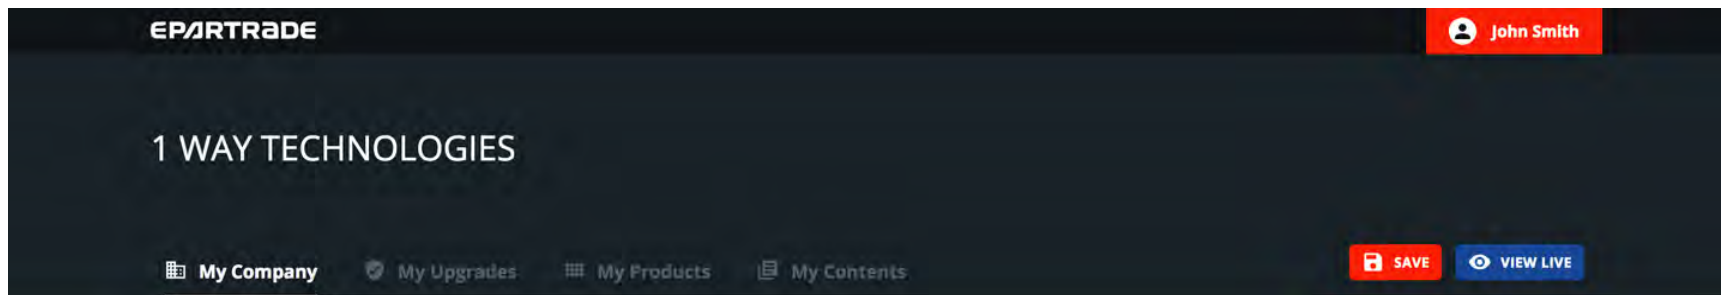 EPARTRADE
John Smith
1 WAY TECHNOLOGIES
My Company My Upgrades My Products My Contents SAVE VIEW LIVE